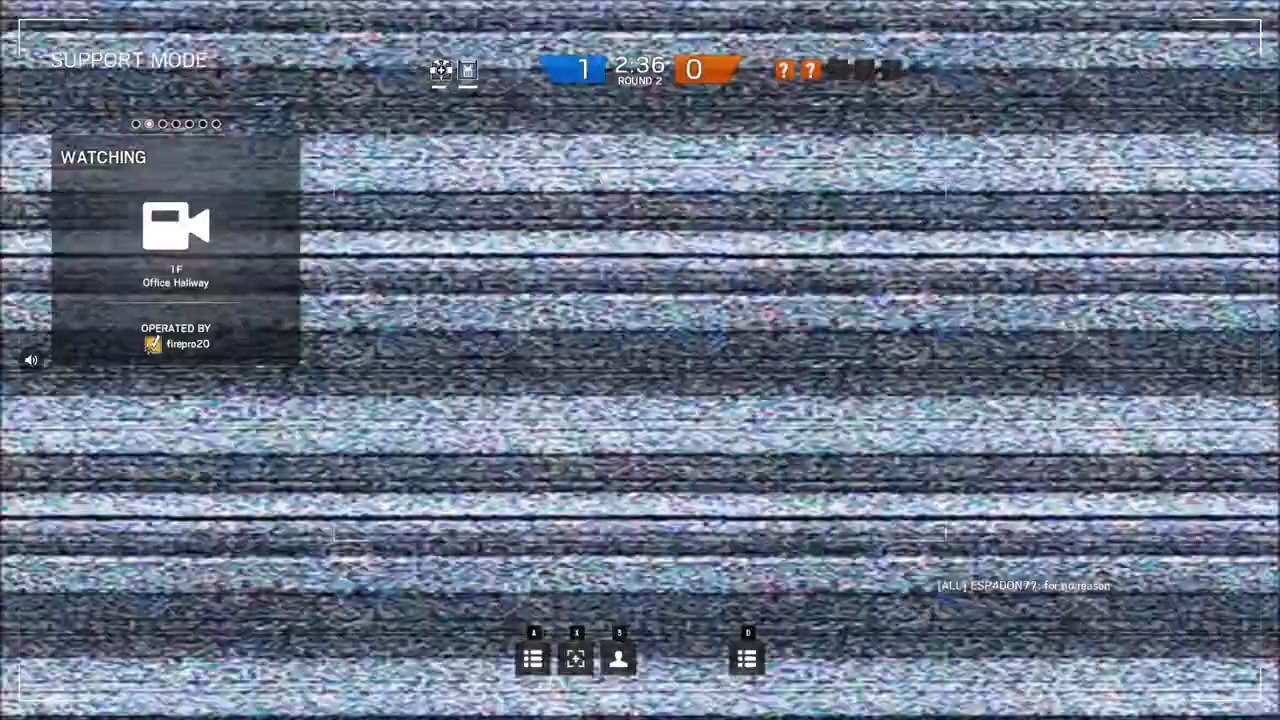 SUPPORT MODE
1 2:36 0
ROUND 2
? ?
WATCHING
1F
Office Hallway
OPERATED BY
firepro20
[ALL] ESP4DON77: for no reason
A X S D